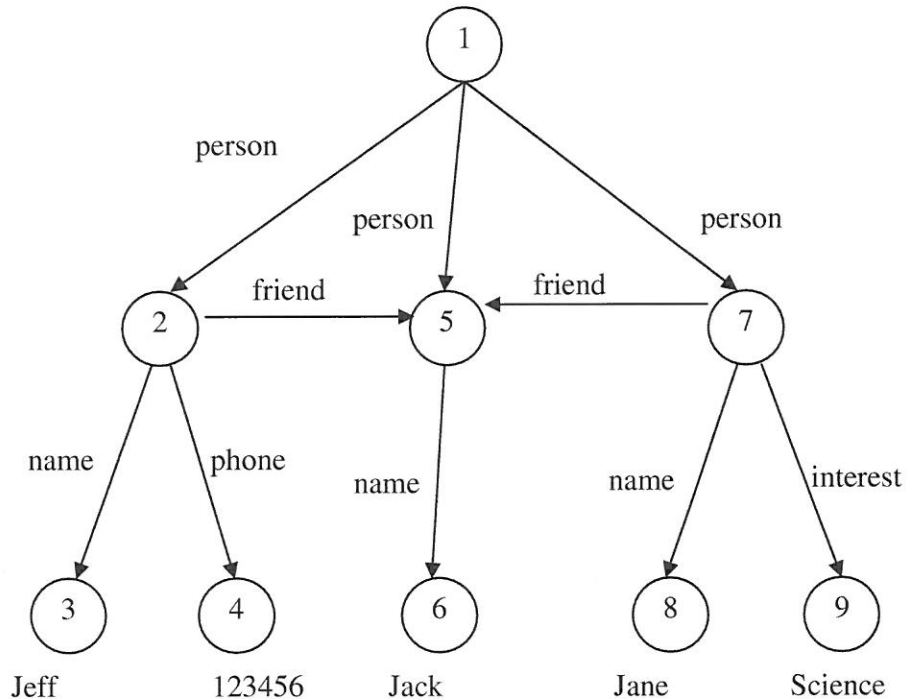 1
person
person
person
friend
friend
2
5
7
name
phone
name
name
interest
3
4
6
8
9
Jeff
123456
Jack
Jane
Science